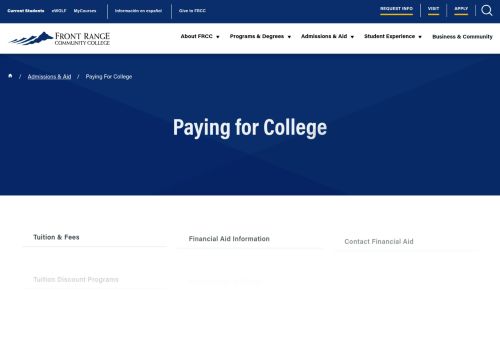 Current Students eWOLF MyCourses Información en español Give to FRCC REQUEST INFO VISIT APPLY
FRONT RANGE
COMMUNITY COLLEGE
About FRCC Programs & Degrees Admissions & Aid Student Experience Business & Community
/ Admissions & Aid / Paying For College
Paying for College
Tuition & Fees
Financial Aid Information
Contact Financial Aid
Tuition Discount Programs